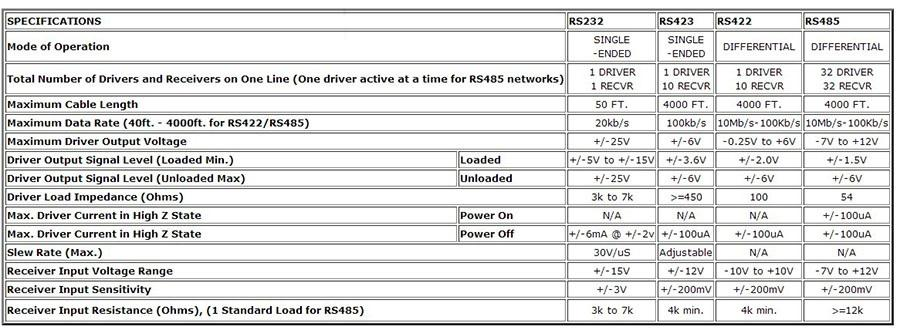 SPECIFICATIONS RS232 RS423 RS422 RS485
Mode of Operation SINGLE -ENDED SINGLE -ENDED DIFFERENTIAL DIFFERENTIAL
Total Number of Drivers and Receivers on One Line (One driver active at a time for RS485 networks) 1 DRIVER 1 RECVR 1 DRIVER 10 RECVR 1 DRIVER 10 RECVR 32 DRIVER 32 RECVR
Maximum Cable Length 50 FT. 4000 FT. 4000 FT. 4000 FT.
Maximum Data Rate (40ft. - 4000ft. for RS422/RS485) 20kb/s 100kb/s 10Mb/s-100Kb/s 10Mb/s-100Kb/s
Maximum Driver Output Voltage +/-25V +/-6V -0.25V to +6V -7V to +12V
Driver Output Signal Level (Loaded Min.) Loaded +/-5V to +/-15V +/-3.6V +/-2.0V +/-1.5V
Driver Output Signal Level (Unloaded Max) Unloaded +/-25V +/-6V +/-6V +/-6V
Driver Load Impedance (Ohms) 3k to 7k >=450 100 54
Max. Driver Current in High Z State Power On N/A N/A N/A +/-100uA
Max. Driver Current in High Z State Power Off +/-6mA @ +/-2v +/-100uA +/-100uA +/-100uA
Slew Rate (Max.) 30V/uS Adjustable N/A N/A
Receiver Input Voltage Range +/-15V +/-12V -10V to +10V -7V to +12V
Receiver Input Sensitivity +/-3V +/-200mV +/-200mV +/-200mV
Receiver Input Resistance (Ohms), (1 Standard Load for RS485) 3k to 7k 4k min. 4k min. >=12k